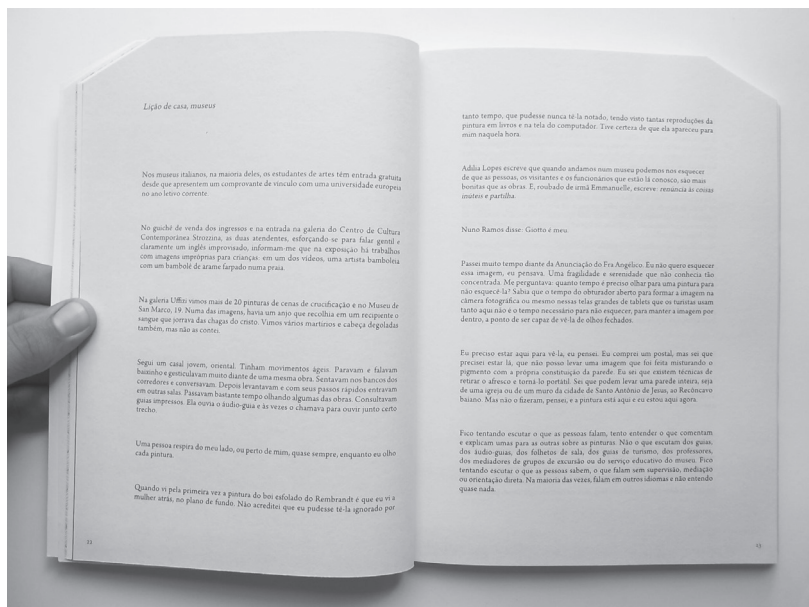 Lição de casa, museus
Nos museus italianos, na maioria deles, os estudantes de artes têm entrada gratuita
desde que apresentem um comprovante de vínculo com uma universidade europeia
no ano letivo corrente.
No guichê de venda dos ingressos e na entrada na galeria do Centro de Cultura
Contemporânea Strozzina, as duas atendentes, esforçando-se para falar gentil e
claramente um inglês improvisado, informam-me que na exposição há trabalhos
com imagens impróprias para crianças: em um dos vídeos, uma artista bamboleia
com um bambolê de arame farpado numa praia.
Na galeria Uffizi vimos mais de 20 pinturas de cenas de crucificação e no Museu de
San Marco, 19. Numa das imagens, havia um anjo que recolhia em um recipiente o
sangue que jorrava das chagas do cristo. Vimos vários martírios e cabeça degoladas
também, mas não as contei.
Segui um casal jovem, oriental. Tinham movimentos ágeis. Paravam e falavam
baixinho e gesticulavam muito diante de uma mesma obra. Sentavam nos bancos dos
corredores e conversavam. Depois levantavam e com seus passos rápidos entravam
em outras salas. Passavam bastante tempo olhando algumas das obras. Consultavam
guias impressos. Ela ouvia o áudio-guia e às vezes o chamava para ouvir junto certo
trecho.
Uma pessoa respira do meu lado, ou perto de mim, quase sempre, enquanto eu olho
cada pintura.
Quando vi pela primeira vez a pintura do boi esfolado do Rembrandt é que eu vi a
mulher atrás, no plano de fundo. Não acreditei que eu pudesse tê-la ignorado por
22
tanto tempo, que pudesse nunca tê-la notado, tendo visto tantas reproduções da
pintura em livros e na tela do computador. Tive certeza de que ela apareceu para
mim naquela hora.
Adília Lopes escreve que quando andamos num museu podemos nos esquecer
de que as pessoas, os visitantes e os funcionários que estão lá conosco, são mais
bonitas que as obras. E, roubado de uma Emmanuelle, escreve: renúncia às coisas
inúteis e partilha.
Nuno Ramos disse: Giotto é meu.
Passei muito tempo diante da Anunciação do Fra Angélico. Eu não quero esquecer
essa imagem, eu pensava. Uma fragilidade e serenidade que não conhecia tão
concentrada. Me perguntava: quanto tempo é preciso olhar para uma pintura para
não esquecê-la? Sabia que o tempo do obturador aberto para formar a imagem na
câmera fotográfica ou mesmo nessas telas grandes de tablets que os turistas usam
tanto aqui não é o tempo necessário para não esquecer, para manter a imagem por
dentro, a ponto de ser capaz de vê-la de olhos fechados.
Eu preciso estar aqui para vê-la, eu pensei. Eu comprei um postal, mas sei que
precisei estar lá, que não posso levar uma imagem que foi feita misturando o
pigmento com a própria constituição da parede. Eu sei que existem técnicas de
retirar o afresco e torná-lo portátil. Sei que podem levar uma parede inteira, seja
de uma igreja ou de um muro da cidade de Santo Antônio de Jesus, ao Recôncavo
baiano. Mas não o fizeram, pensei, e a pintura está aqui e eu estou aqui agora.
Fico tentando escutar o que as pessoas falam, tento entender o que comentam
e explicam umas para as outras sobre as pinturas. Não o que escutam dos guias,
dos áudio-guias, dos folhetos de sala, dos guias de turismo, dos professores,
dos mediadores de grupos de excursão ou do serviço educativo do museu. Fico
tentando escutar o que as pessoas sabem, o que falam sem supervisão, mediação
ou orientação direta. Na maioria das vezes, falam em outros idiomas e não entendo
quase nada.